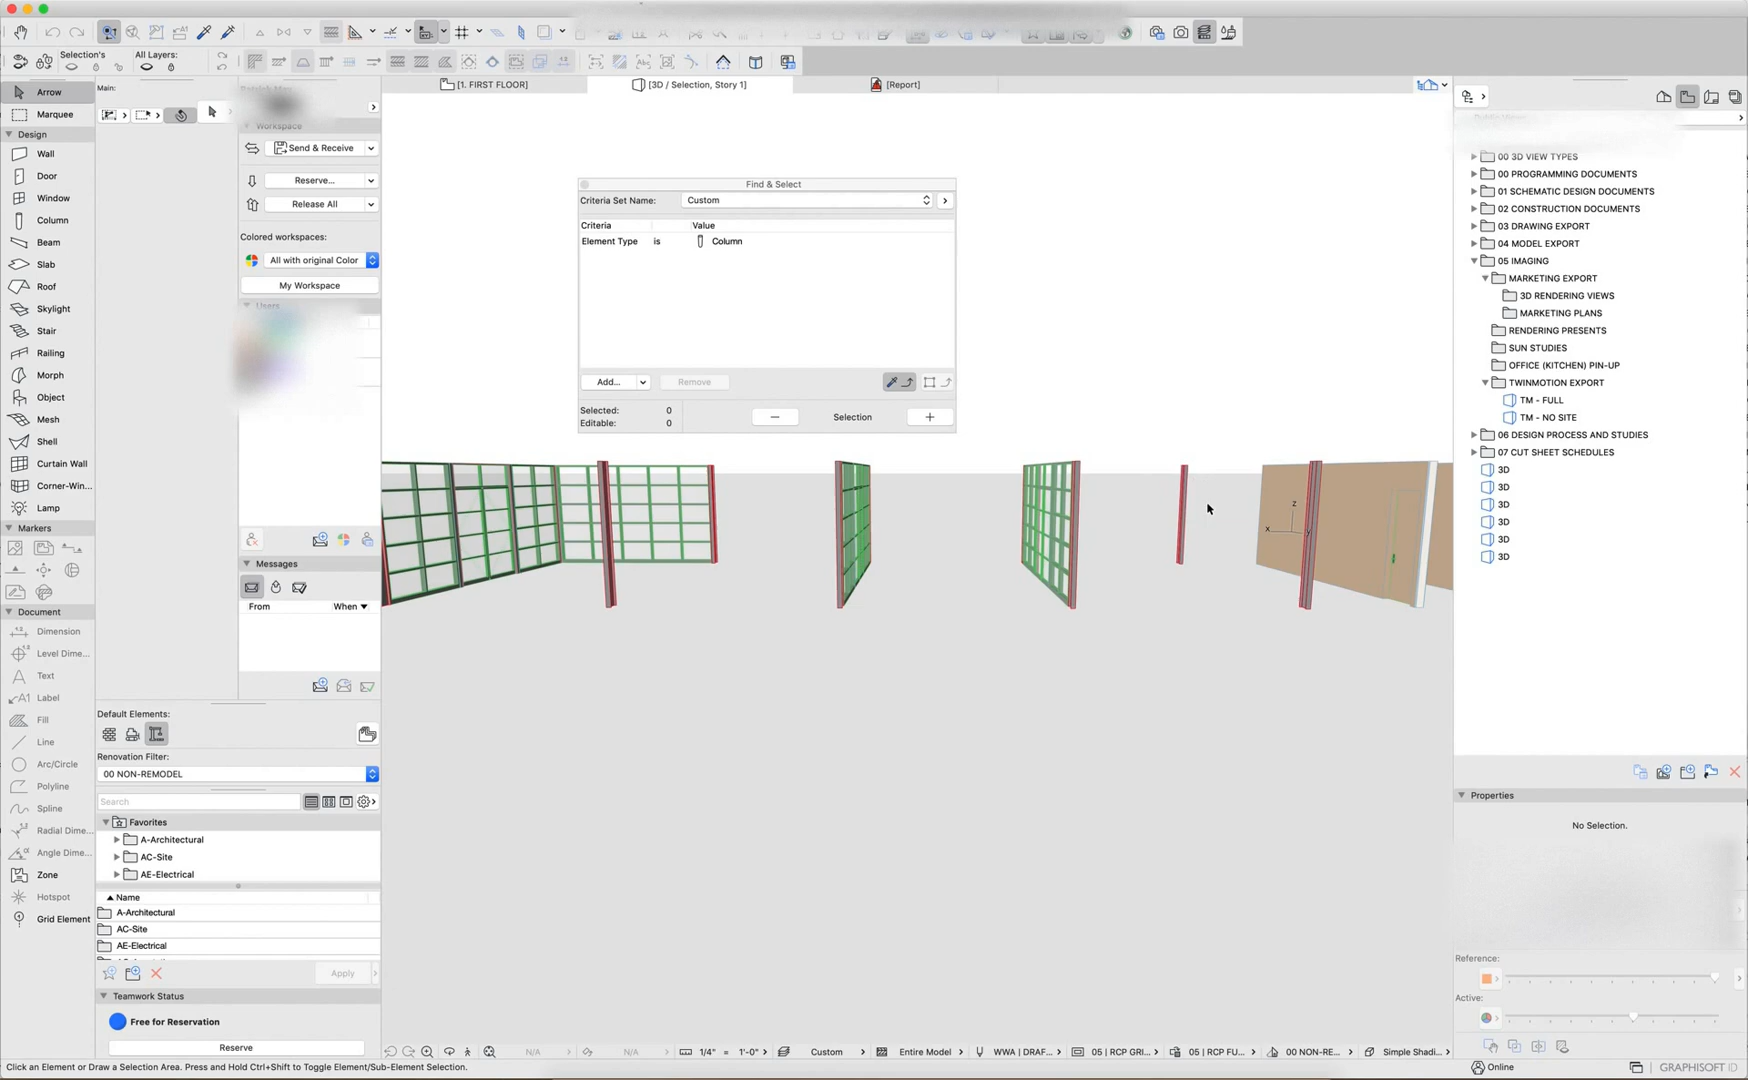 Selection's
All Layers:
[1. FIRST FLOOR]
[3D / Selection, Story 1]
[Report]
Arrow
Marquee
Design
Wall
Door
Window
Column
Beam
Slab
Roof
Skylight
Stair
Railing
Morph
Object
Mesh
Shell
Curtain Wall
Corner-Win...
Lamp
Markers
Document
Dimension
Level Dime...
Text
Label
Fill
Line
Arc/Circle
Polyline
Spline
Radial Dime...
Angle Dime...
Zone
Hotspot
Grid Element
Main:
Workspace
Send & Receive
Reserve...
Release All
Colored workspaces:
All with original Color
My Workspace
Users
Messages
From When
Default Elements:
Renovation Filter:
00 NON-REMODEL
Search
Favorites
A-Architectural
AC-Site
AE-Electrical
Name
A-Architectural
AC-Site
AE-Electrical
Apply
Teamwork Status
Free for Reservation
Reserve
Find & Select
Criteria Set Name: Custom
Criteria Value
Element Type is Column
Add... Remove
Selected: 0
Editable: 0
Selection
z
x
00 3D VIEW TYPES
00 PROGRAMMING DOCUMENTS
01 SCHEMATIC DESIGN DOCUMENTS
02 CONSTRUCTION DOCUMENTS
03 DRAWING EXPORT
04 MODEL EXPORT
05 IMAGING
MARKETING EXPORT
3D RENDERING VIEWS
MARKETING PLANS
RENDERING PRESENTS
SUN STUDIES
OFFICE (KITCHEN) PIN-UP
TWINMOTION EXPORT
TM - FULL
TM - NO SITE
06 DESIGN PROCESS AND STUDIES
07 CUT SHEET SCHEDULES
3D
3D
3D
3D
3D
3D
Properties
No Selection.
Reference:
Active:
N/A N/A 1/4" = 1'-0" Custom Entire Model WWA | DRAF... 05 | RCP GRI... 05 | RCP FU... 00 NON-RE... Simple Shadi...
Click an Element or Draw a Selection Area. Press and Hold Ctrl+Shift to Toggle Element/Sub-Element Selection.
Online
GRAPHISOFT ID